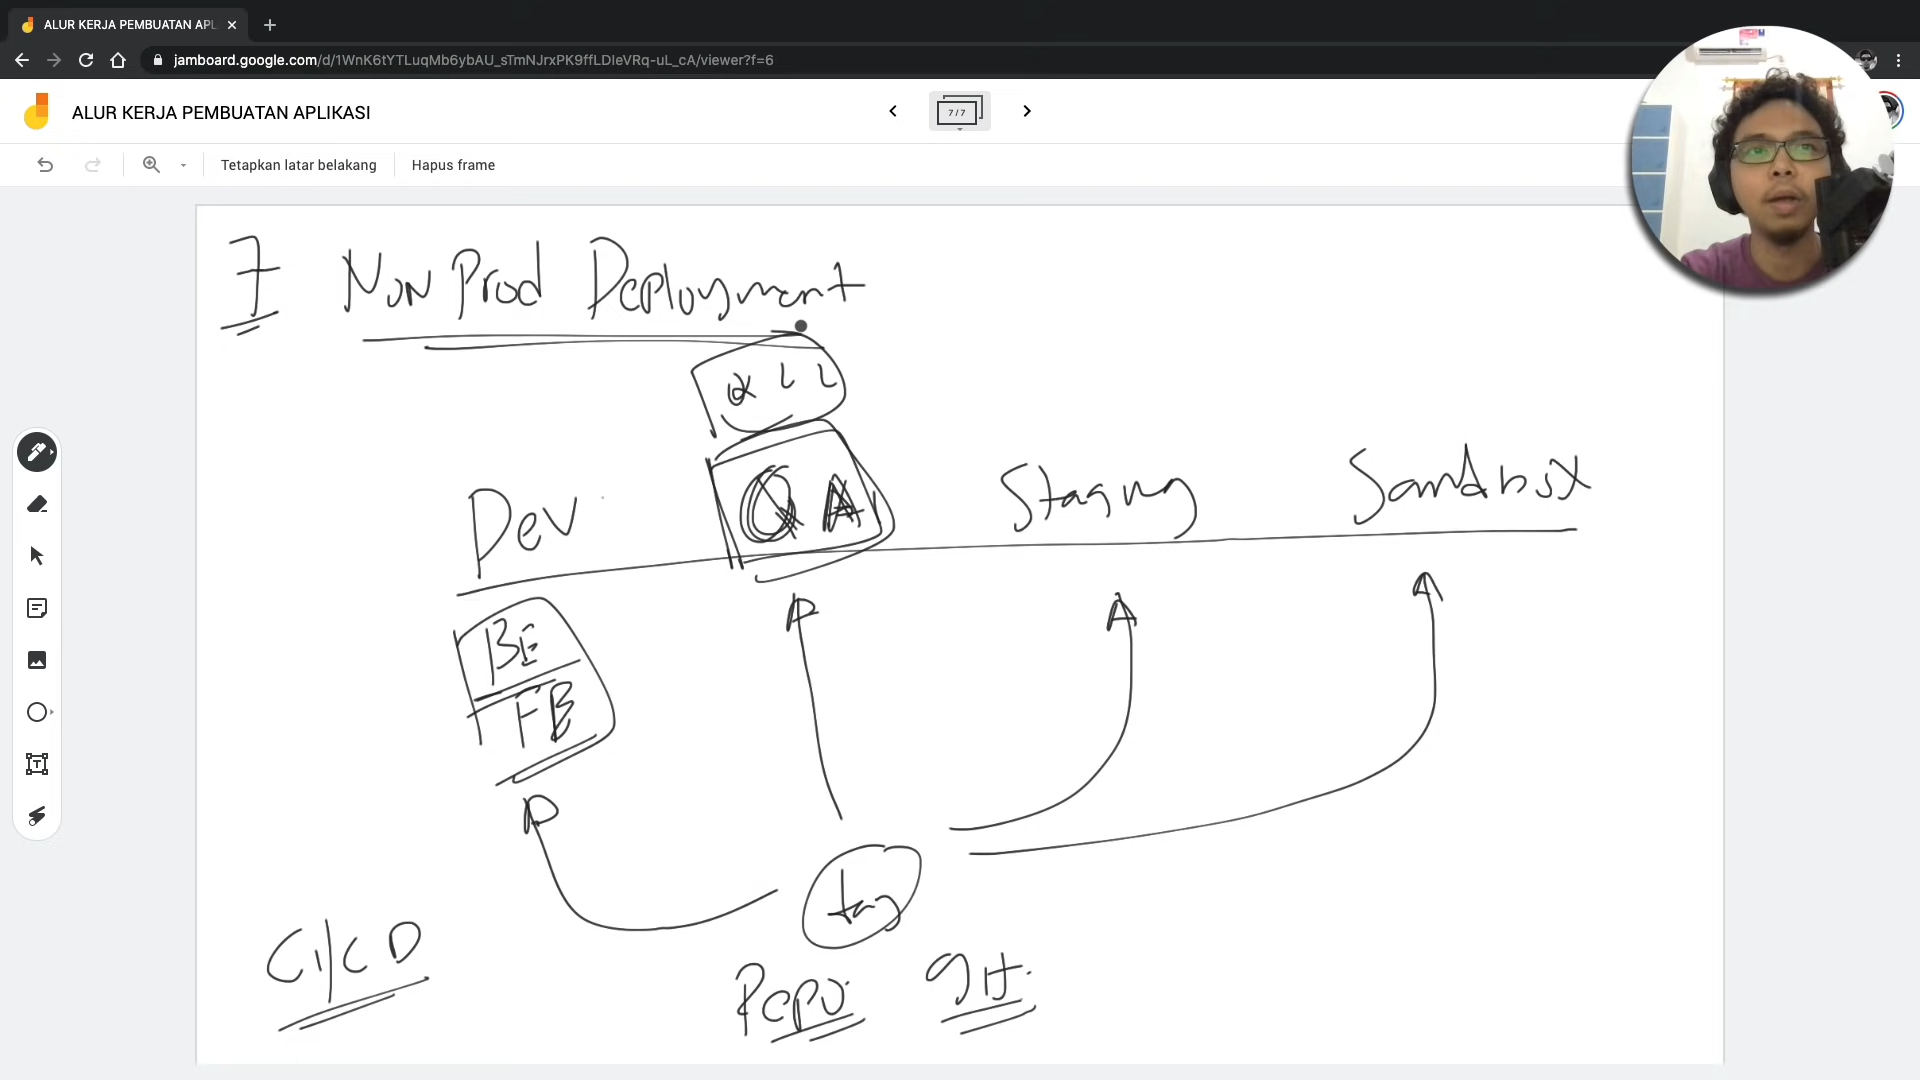 ALUR KERJA PEMBUATAN APL
jamboard.google.com/d/1WnK6tYTLuqMb6ybAU_sTmNJrxPK9ffLDIeVRq-uL_cA/viewer?f=6
ALUR KERJA PEMBUATAN APLIKASI
7/7
Tetapkan latar belakang
Hapus frame
7 Non Prod Deployment
Dev QA Staging Sandbox
BE
FE
tag
CI/CD
Repo git